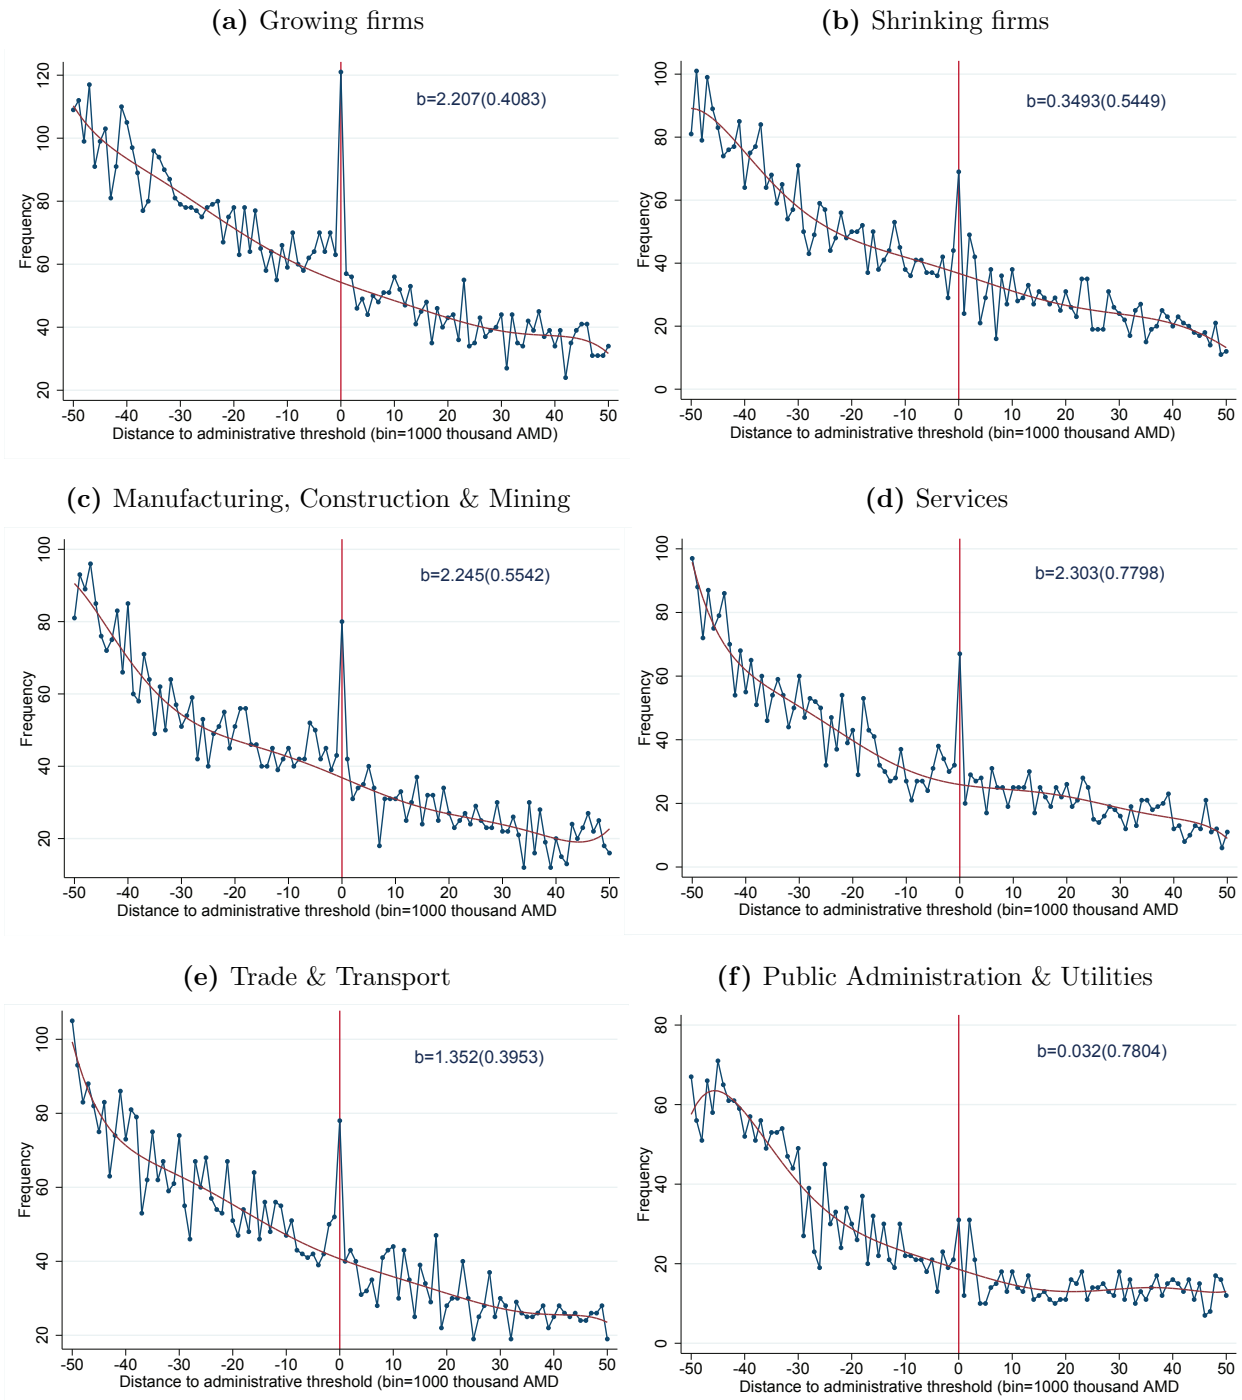 (a) Growing firms
b=2.207(0.4083)
Frequency
120
100
80
60
40
20
-50 -40 -30 -20 -10 0 10 20 30 40 50
Distance to administrative threshold (bin=1000 thousand AMD)
(b) Shrinking firms
b=0.3493(0.5449)
Frequency
100
80
60
40
20
0
-50 -40 -30 -20 -10 0 10 20 30 40 50
Distance to administrative threshold (bin=1000 thousand AMD)
(c) Manufacturing, Construction & Mining
b=2.245(0.5542)
Frequency
100
80
60
40
20
-50 -40 -30 -20 -10 0 10 20 30 40 50
Distance to administrative threshold (bin=1000 thousand AMD
(d) Services
b=2.303(0.7798)
Frequency
100
80
60
40
20
0
-50 -40 -30 -20 -10 0 10 20 30 40 50
Distance to administrative threshold (bin=1000 thousand AMD
(e) Trade & Transport
b=1.352(0.3953)
Frequency
100
80
60
40
20
-50 -40 -30 -20 -10 0 10 20 30 40 50
Distance to administrative threshold (bin=1000 thousand AMD
(f) Public Administration & Utilities
b=0.032(0.7804)
Frequency
80
60
40
20
0
-50 -40 -30 -20 -10 0 10 20 30 40 50
Distance to administrative threshold (bin=1000 thousand AMD